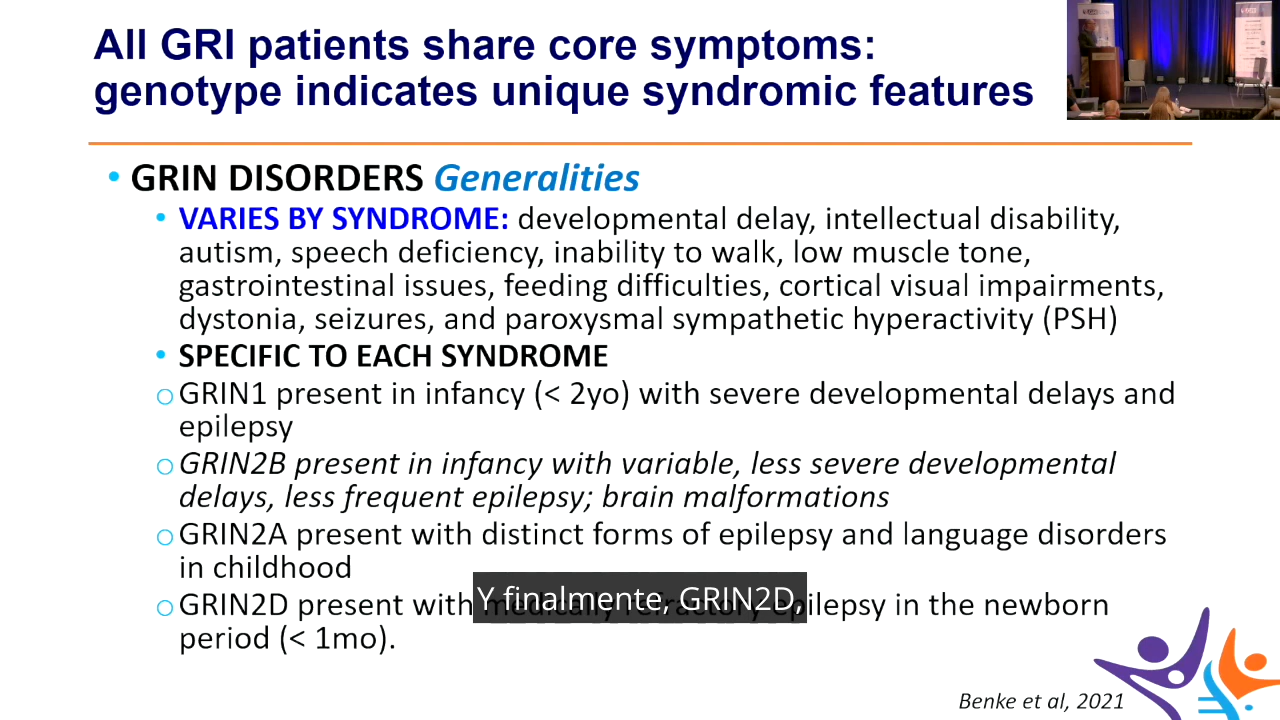 All GRI patients share core symptoms:
genotype indicates unique syndromic features
• GRIN DISORDERS Generalities
• VARIES BY SYNDROME: developmental delay, intellectual disability,
autism, speech deficiency, inability to walk, low muscle tone,
gastrointestinal issues, feeding difficulties, cortical visual impairments,
dystonia, seizures, and paroxysmal sympathetic hyperactivity (PSH)
• SPECIFIC TO EACH SYNDROME
○ GRIN1 present in infancy (< 2yo) with severe developmental delays and
epilepsy
○ GRIN2B present in infancy with variable, less severe developmental
delays, less frequent epilepsy; brain malformations
○ GRIN2A present with distinct forms of epilepsy and language disorders
in childhood
○ GRIN2D present with medically refractory epilepsy in the newborn
period (< 1mo).
Y finalmente, GRIN2D,
Benke et al, 2021